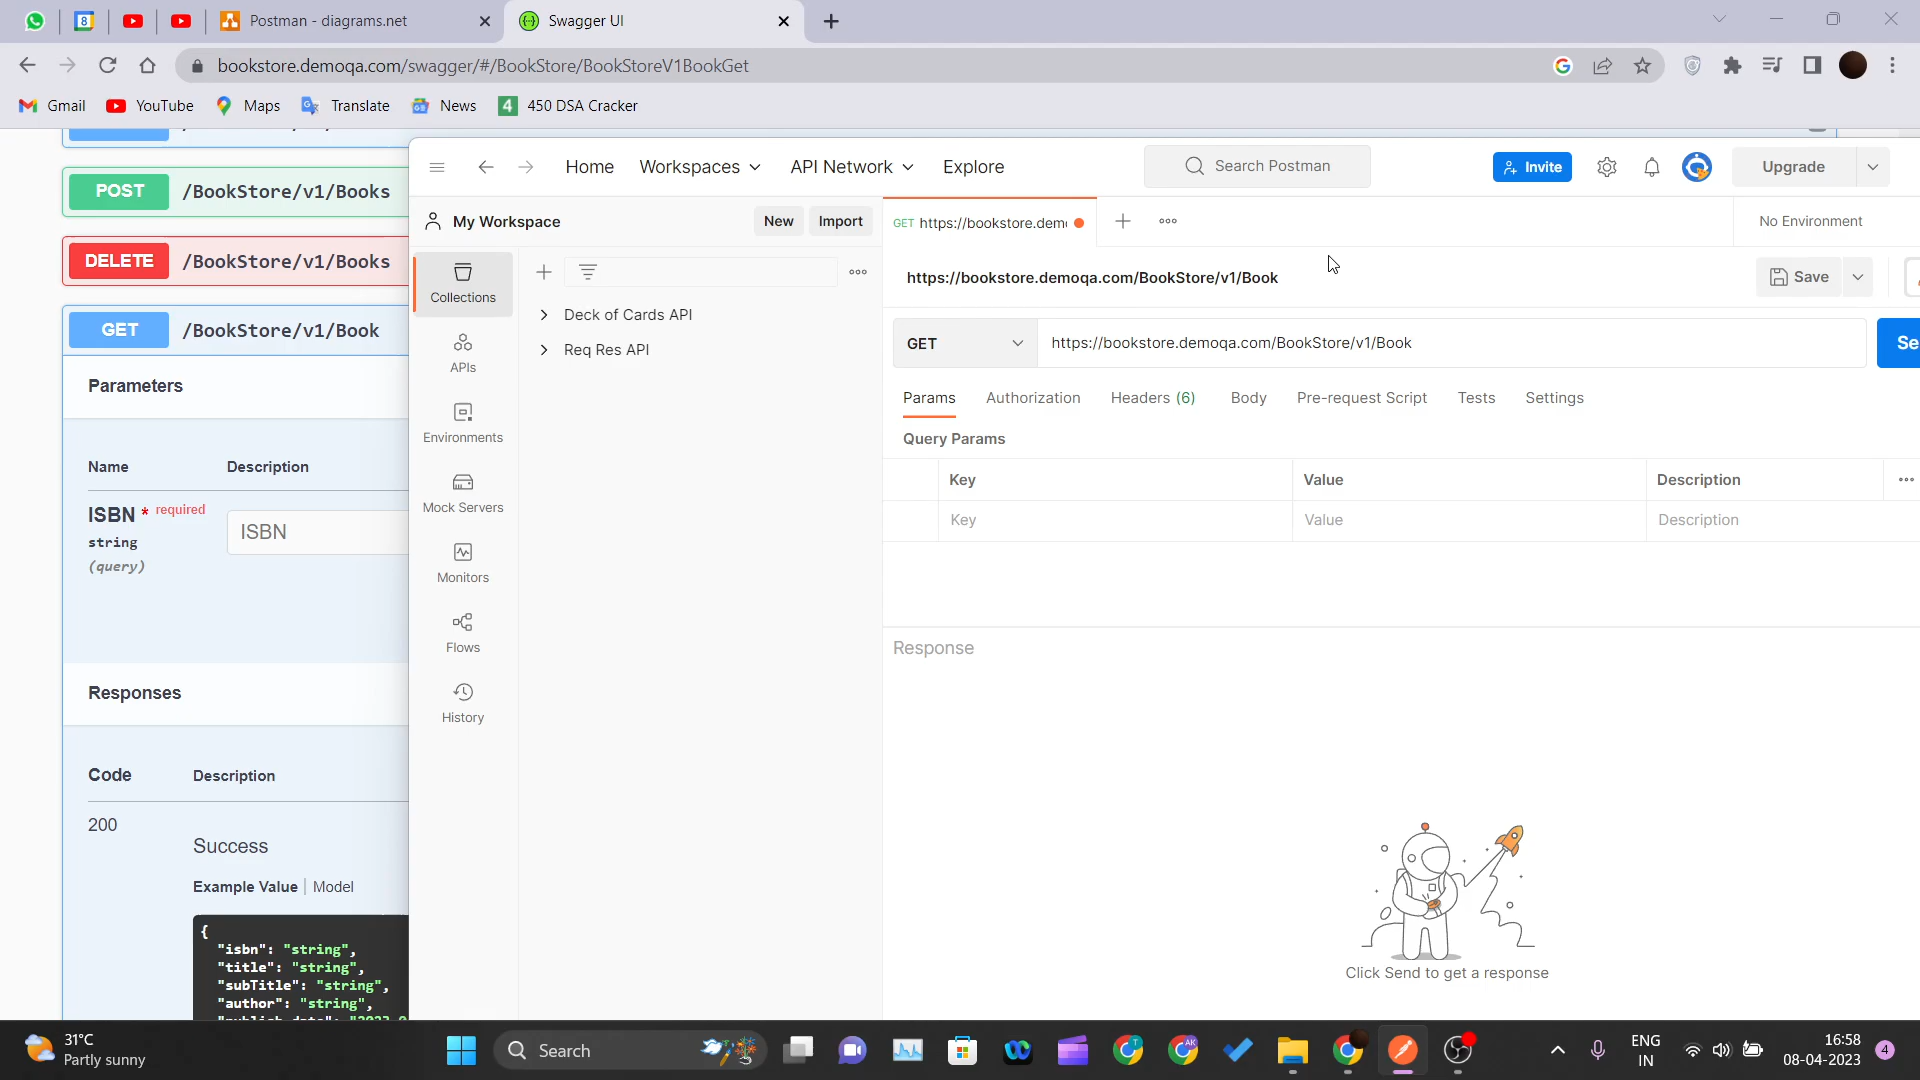 8
Postman - diagrams.net
Swagger UI
bookstore.demoqa.com/swagger/#/BookStore/BookStoreV1BookGet
Gmail
YouTube
Maps
Translate
News
4
450 DSA Cracker
POST
/BookStore/v1/Books
DELETE
/BookStore/v1/Books
GET
/BookStore/v1/Book
Parameters
Name
Description
ISBN * required
string
(query)
ISBN
Responses
Code
Description
200
Success
Example Value | Model
{
"isbn": "string",
"title": "string",
"subTitle": "string",
"author": "string",
Home
Workspaces
API Network
Explore
Search Postman
Invite
Upgrade
My Workspace
New
Import
GET https://bookstore.dem
No Environment
Collections
APIs
Environments
Mock Servers
Monitors
Flows
History
Deck of Cards API
Req Res API
https://bookstore.demoqa.com/BookStore/v1/Book
Save
GET
https://bookstore.demoqa.com/BookStore/v1/Book
Se
Params
Authorization
Headers (6)
Body
Pre-request Script
Tests
Settings
Query Params
Key
Value
Description
Key
Value
Description
Response
Click Send to get a response
31°C
Partly sunny
Search
T
AK
ENG
IN
16:58
08-04-2023
4